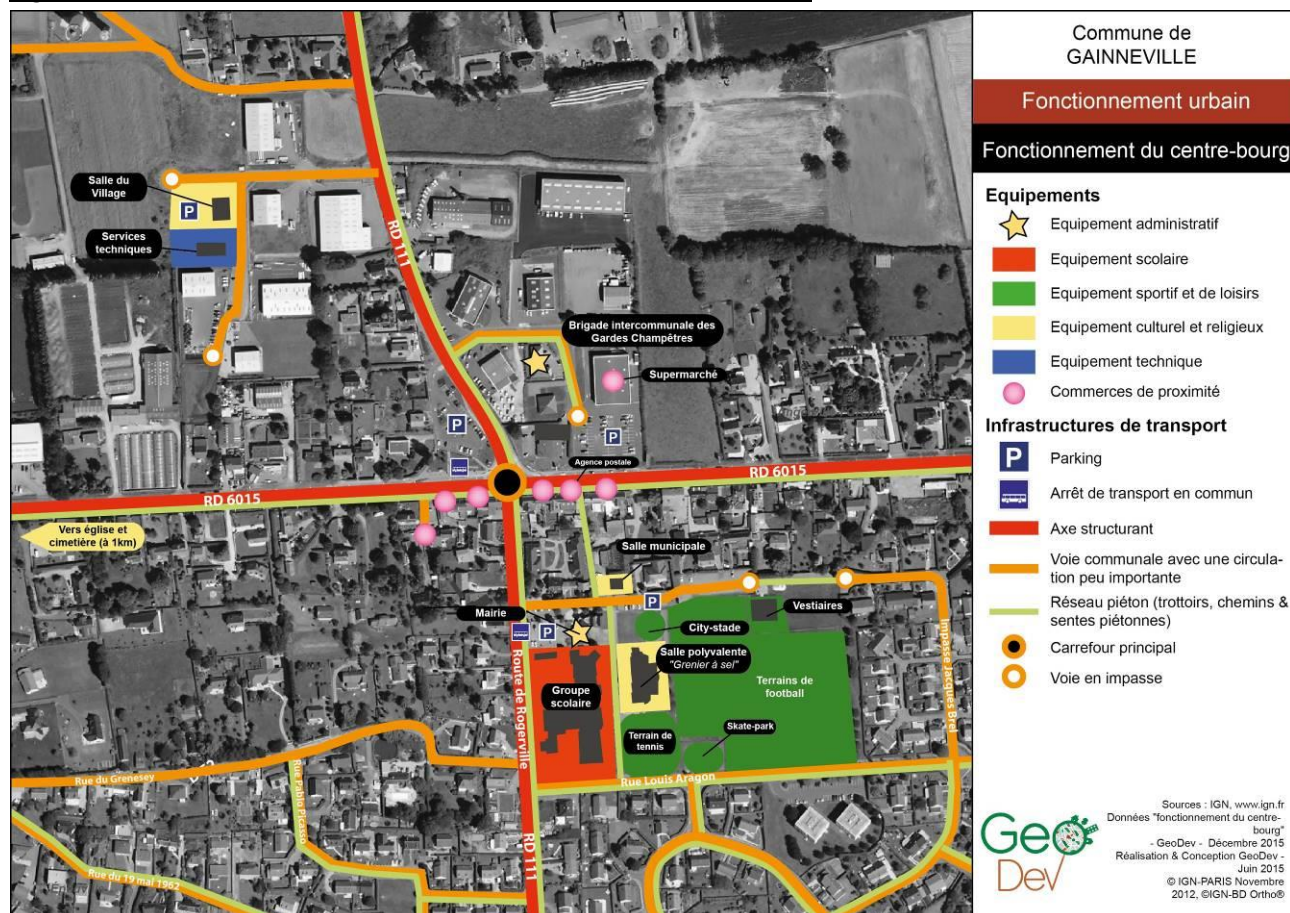 Salle du
Village
P
Services
techniques
RD 111
Brigade intercommunale des
Gardes Champêtres
Supermarché
P
P
Agence postale
RD 6015
RD 6015
Vers église et
cimetière (à 1km)
Salle municipale
P
Mairie
P
Vestiaires
City-stade
Salle polyvalente
"Grenier à sel"
Groupe
scolaire
Terrains de
football
Terrain de
tennis
Skate-park
Route de Rogerville
Impasse Jacques Brel
Rue du Grenesey
Rue Pablo Picasso
Rue Louis Aragon
Rue du 19 mai 1962
RD 111
Commune de
GAINNEVILLE
Fonctionnement urbain
Fonctionnement du centre-bourg
Equipements
Equipement administratif
Equipement scolaire
Equipement sportif et de loisirs
Equipement culturel et religieux
Equipement technique
Commerces de proximité
Infrastructures de transport
P
Parking
Arrêt de transport en commun
Axe structurant
Voie communale avec une circula-
tion peu importante
Réseau piéton (trottoirs, chemins &
sentes piétonnes)
Carrefour principal
Voie en impasse
GeoDev
Sources : IGN, www.ign.fr
Données "fonctionnement du centre-
bourg"
- GeoDev - Décembre 2015
Réalisation & Conception GeoDev -
Juin 2015
© IGN-PARIS Novembre
2012, ©IGN-BD Ortho®